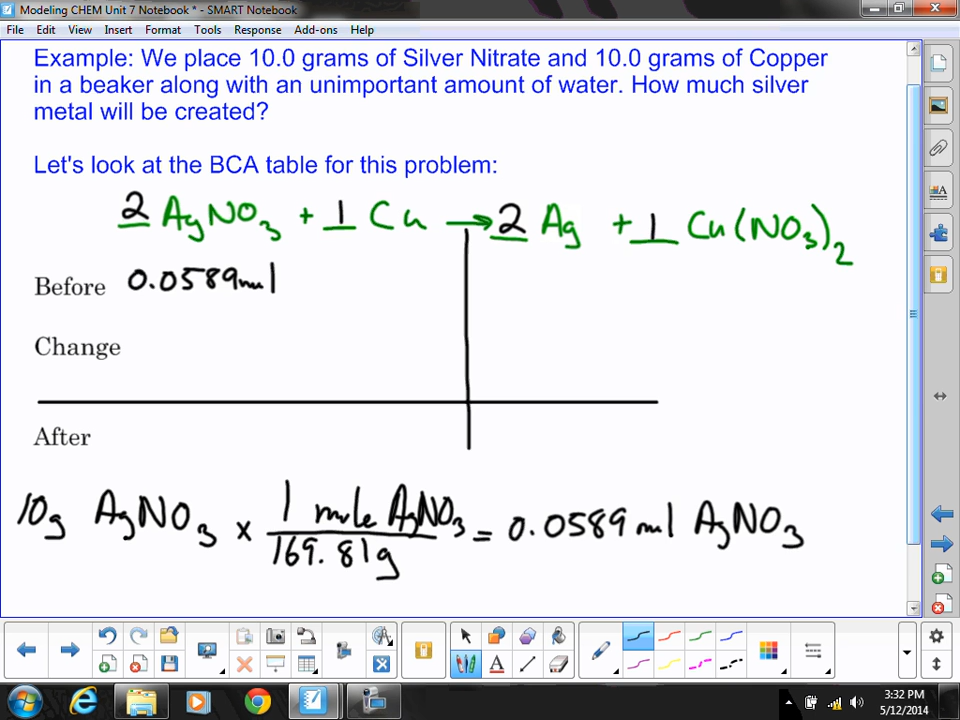 Modeling CHEM Unit 7 Notebook * - SMART Notebook
File Edit View Insert Format Tools Response Add-ons Help
Example: We place 10.0 grams of Silver Nitrate and 10.0 grams of Copper
in a beaker along with an unimportant amount of water. How much silver
metal will be created?
Let's look at the BCA table for this problem:
2 AgNO₃ + 1 Cu → 2 Ag + 1 Cu(NO₃)₂
Before 0.0589mol
Change
After
10g AgNO₃ × 1 mole AgNO₃ = 0.0589 mol AgNO₃
169.81g
3:32 PM
5/12/2014